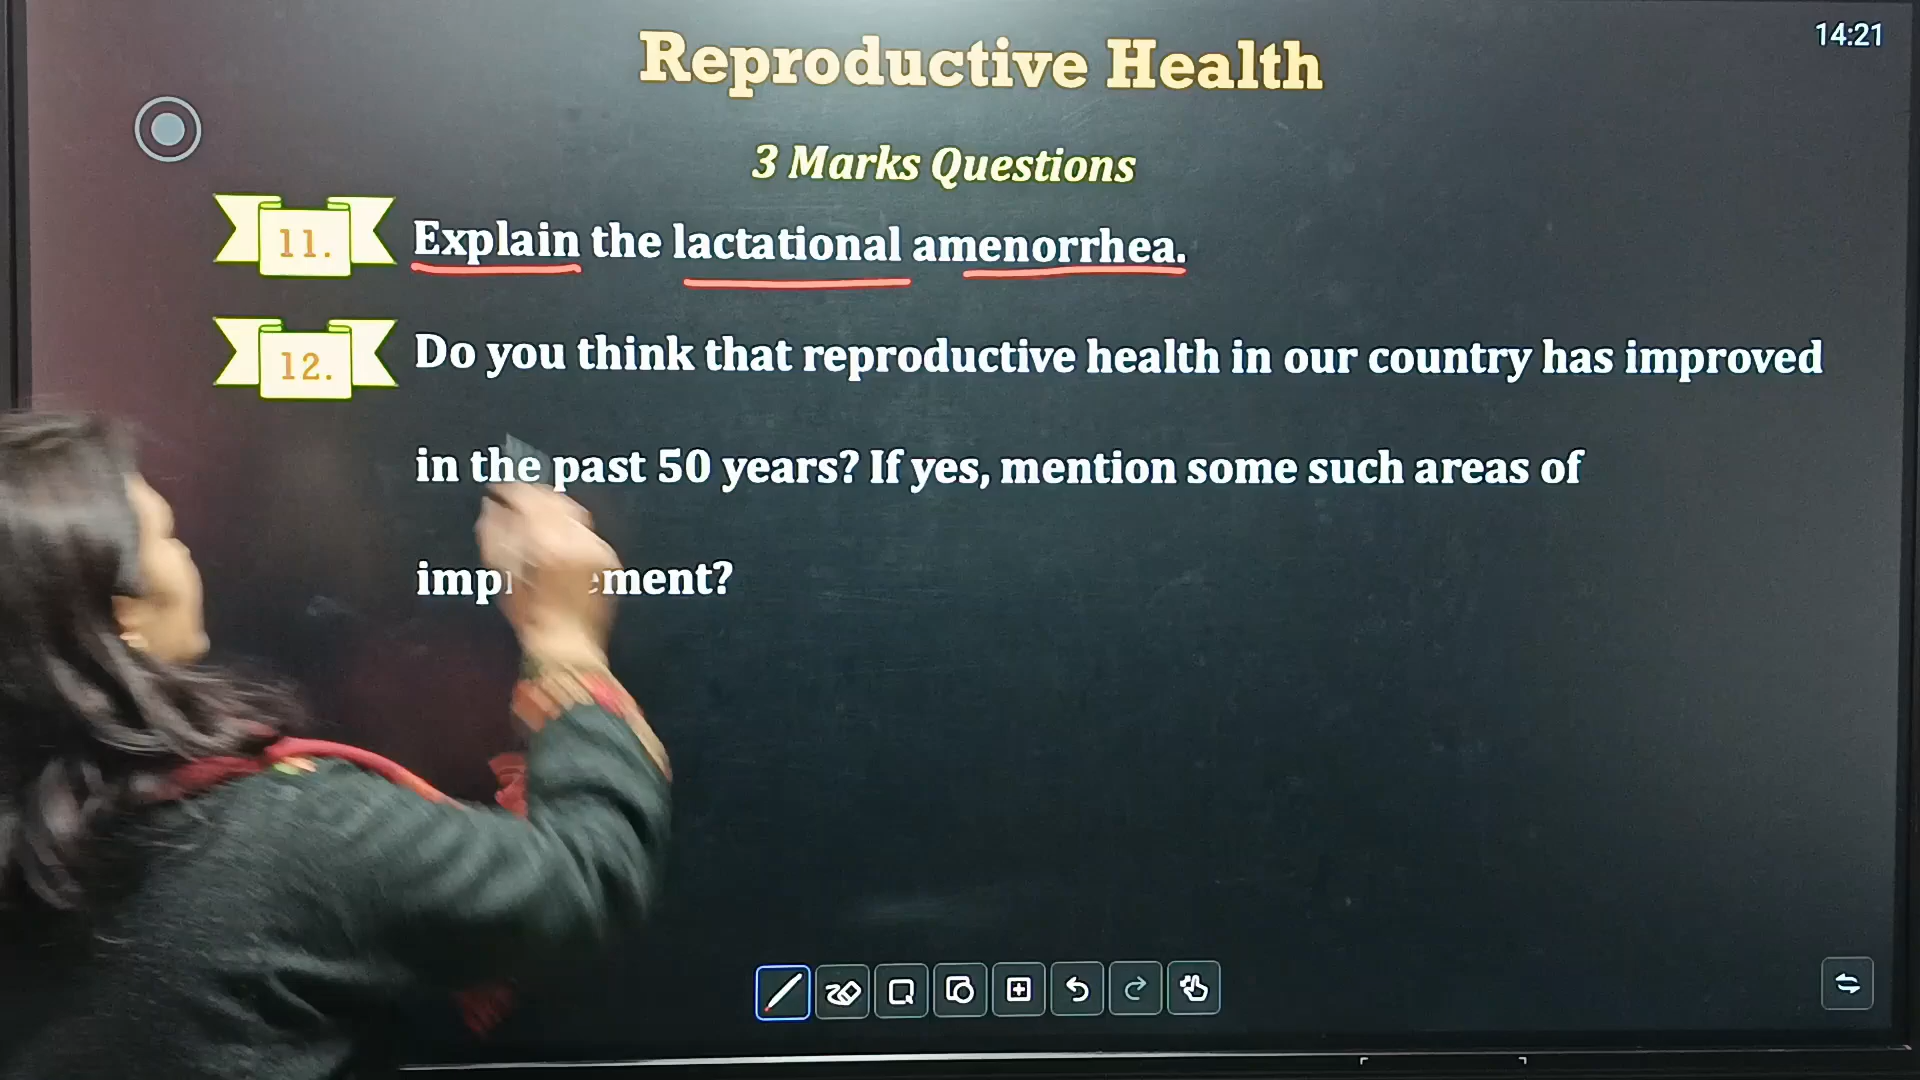 14:21
Reproductive Health
3 Marks Questions
11. Explain the lactational amenorrhea.
12. Do you think that reproductive health in our country has improved
in the past 50 years? If yes, mention some such areas of